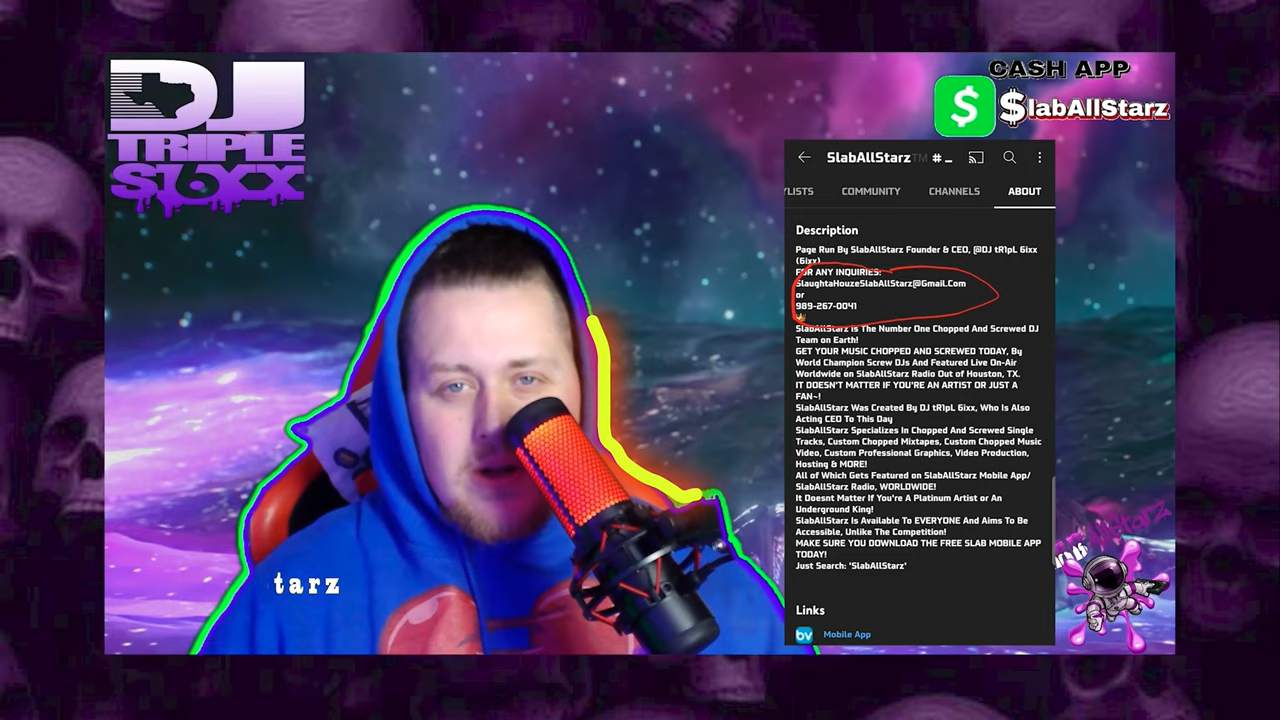 DJ
TRIPLE
SIXX
CASH APP
$labAllStarz
SlabAllStarz™ # _
YLISTS COMMUNITY CHANNELS ABOUT
Description
Page Run By SlabAllStarz Founder & CEO, @DJ tR1pL 6ixx
(6ixx)
FOR ANY INQUIRIES:
SlaughtaHouzeSlabAllStarz@Gmail.Com
or
989-267-0041
SlabAllStarz Is The Number One Chopped And Screwed DJ
Team on Earth!
GET YOUR MUSIC CHOPPED AND SCREWED TODAY, By
World Champion Screw DJs And Featured Live On-Air
Worldwide on SlabAllStarz Radio Out of Houston, TX.
IT DOESN'T MATTER IF YOU'RE AN ARTIST OR JUST A
FAN~!
SlabAllStarz Was Created By DJ tR1pL 6ixx, Who Is Also
Acting CEO To This Day
SlabAllStarz Specializes In Chopped And Screwed Single
Tracks, Custom Chopped Mixtapes, Custom Chopped Music
Video, Custom Professional Graphics, Video Production,
Hosting & MORE!
All of Which Gets Featured on SlabAllStarz Mobile App/
SlabAllStarz Radio, WORLDWIDE!
It Doesnt Matter If You're A Platinum Artist or An
Underground King!
SlabAllStarz Is Available To EVERYONE And Aims To Be
Accessible, Unlike The Competition!
MAKE SURE YOU DOWNLOAD THE FREE SLAB MOBILE APP
TODAY!
Just Search: 'SlabAllStarz'
Links
bv Mobile App
tarz